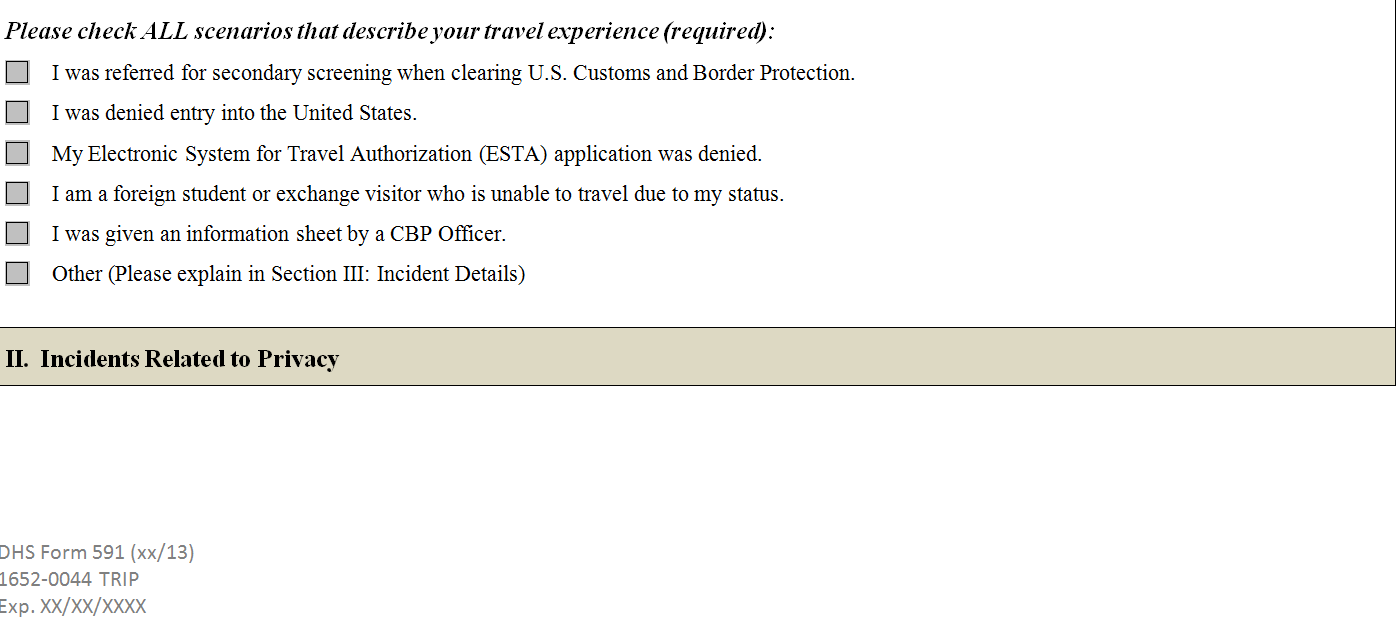 Please check ALL scenarios that describe your travel experience (required):
I was referred for secondary screening when clearing U.S. Customs and Border Protection.
I was denied entry into the United States.
My Electronic System for Travel Authorization (ESTA) application was denied.
I am a foreign student or exchange visitor who is unable to travel due to my status.
I was given an information sheet by a CBP Officer.
Other (Please explain in Section III: Incident Details)
II. Incidents Related to Privacy
DHS Form 591 (xx/13)
1652-0044 TRIP
Exp. XX/XX/XXXX